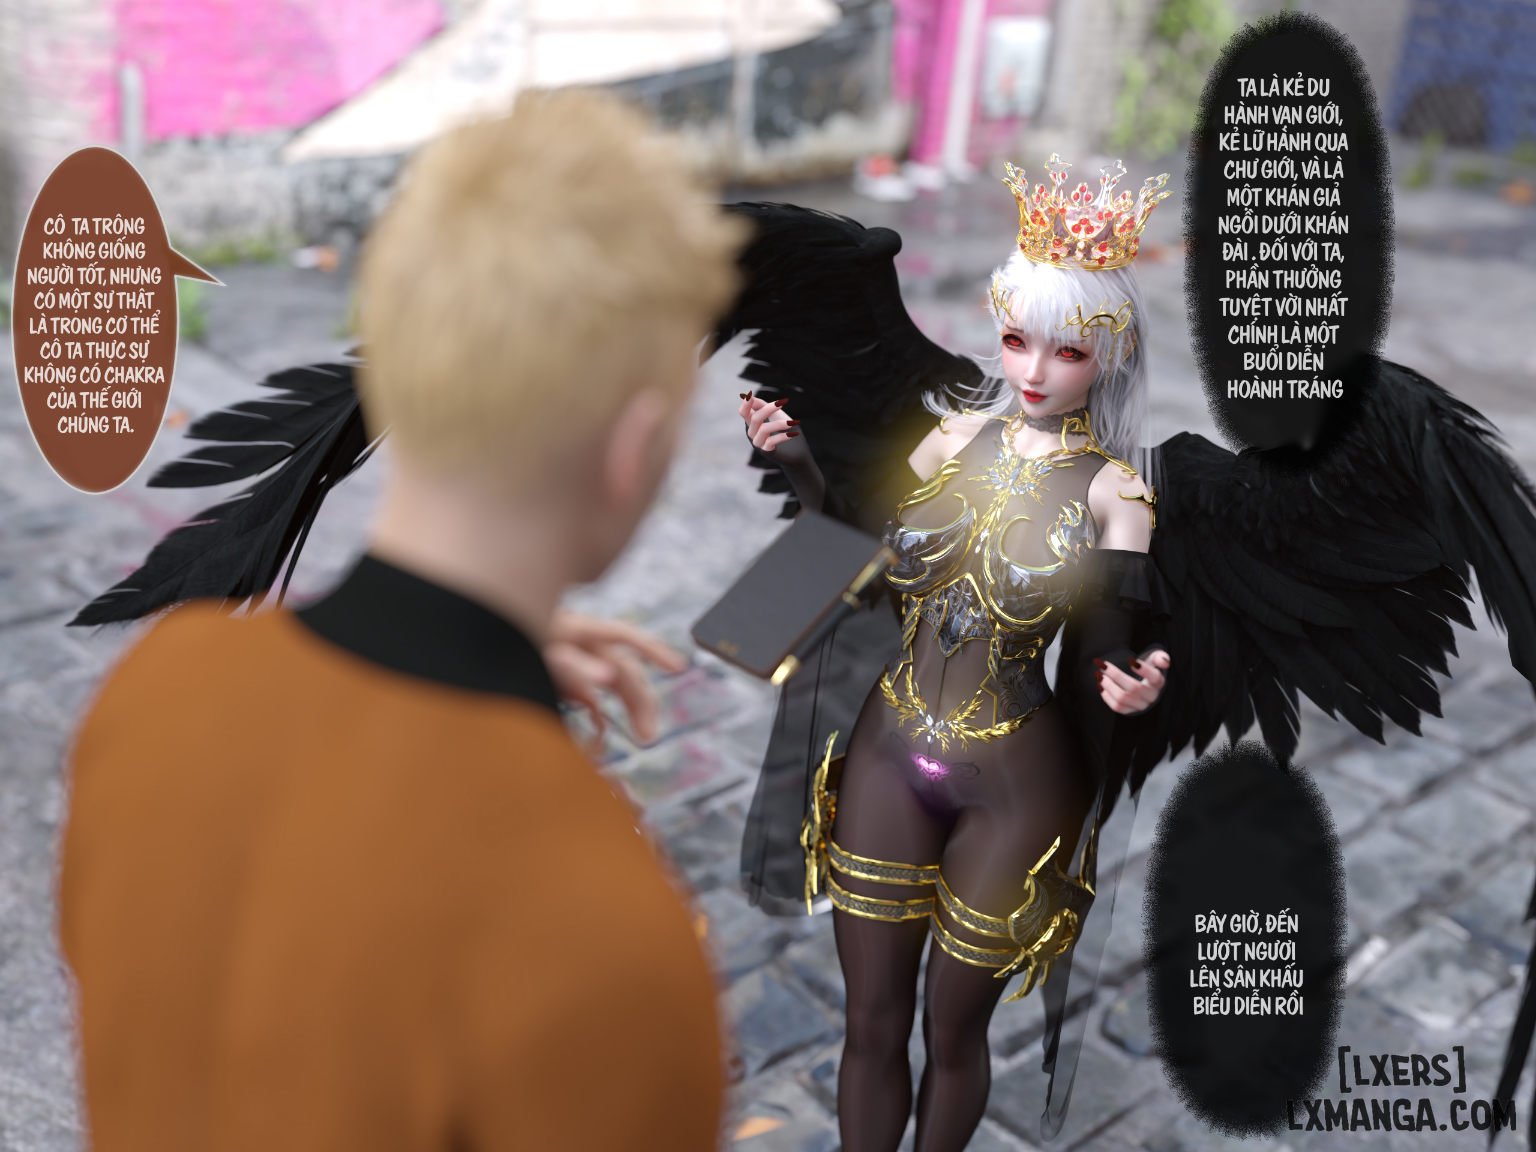 CÔ TA TRÔNG
KHÔNG GIỐNG
NGƯỜI TỐT, NHƯNG
CÓ MỘT SỰ THẬT
LÀ TRONG CƠ THỂ
CÔ TA THỰC SỰ
KHÔNG CÓ CHAKRA
CỦA THẾ GIỚI
CHÚNG TA.
TA LÀ KẺ DU
HÀNH VẠN GIỚI,
KẺ LỮ HÀNH QUA
CHƯ GIỚI, VÀ LÀ
MỘT KHÁN GIẢ
NGỒI DƯỚI KHÁN
ĐÀI . ĐỐI VỚI TA,
PHẦN THƯỞNG
TUYỆT VỜI NHẤT
CHÍNH LÀ MỘT
BUỔI DIỄN
HOÀNH TRÁNG
BÂY GIỜ, ĐẾN
LƯỢT NGƯƠI
LÊN SÂN KHẤU
BIỂU DIỄN RỒI
[LXERS]
LXMANGA.COM